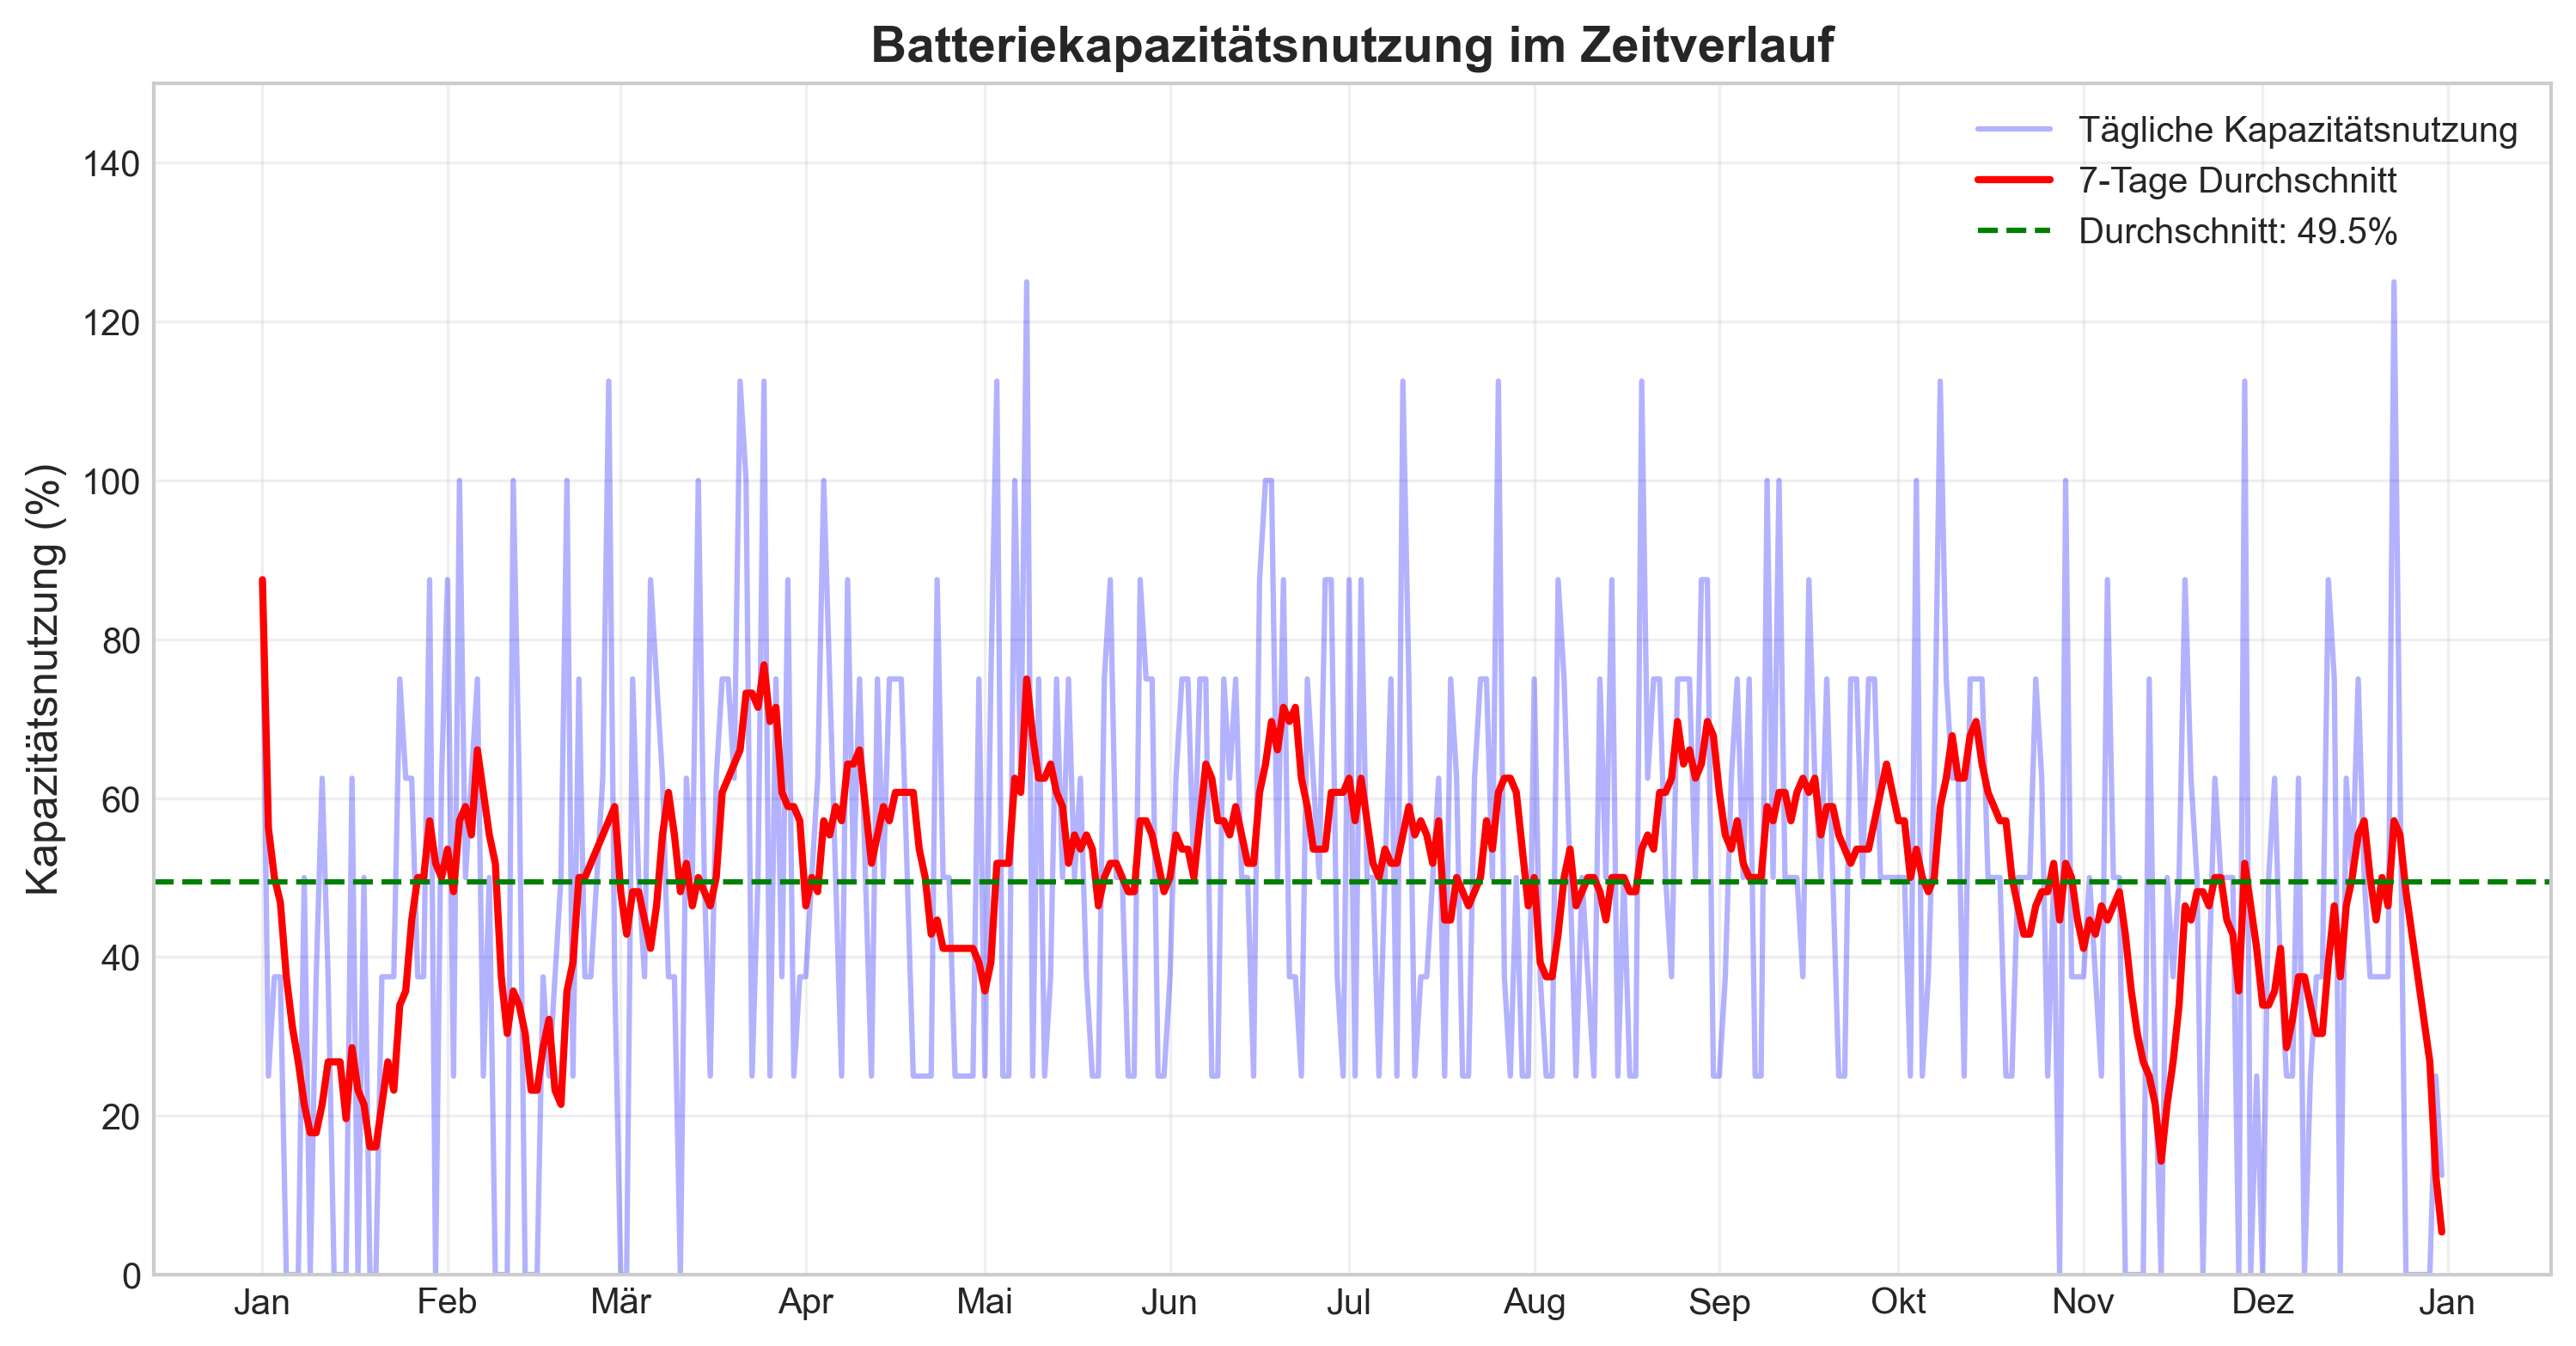 Batteriekapazitätsnutzung im Zeitverlauf
Tägliche Kapazitätsnutzung
7-Tage Durchschnitt
Durchschnitt: 49.5%
Kapazitätsnutzung (%)
140
120
100
80
60
40
20
0
Jan Feb Mär Apr Mai Jun Jul Aug Sep Okt Nov Dez Jan